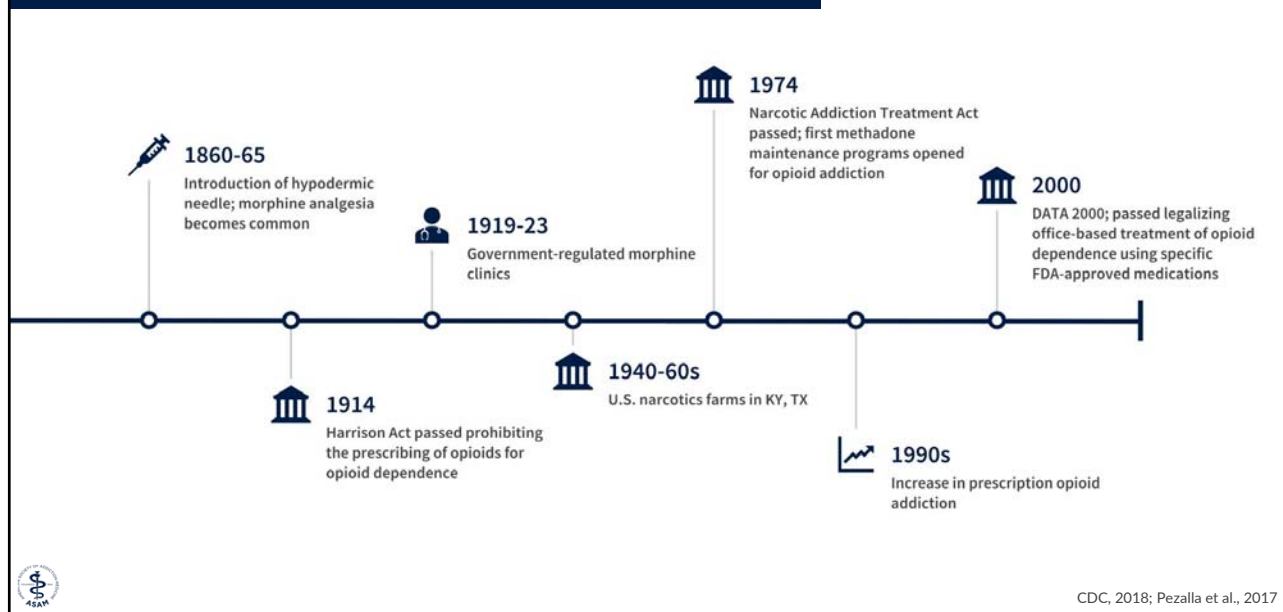 1860-65
Introduction of hypodermic
needle; morphine analgesia
becomes common
1914
Harrison Act passed prohibiting
the prescribing of opioids for
opioid dependence
1919-23
Government-regulated morphine
clinics
1940-60s
U.S. narcotics farms in KY, TX
1974
Narcotic Addiction Treatment Act
passed; first methadone
maintenance programs opened
for opioid addiction
1990s
Increase in prescription opioid
addiction
2000
DATA 2000; passed legalizing
office-based treatment of opioid
dependence using specific
FDA-approved medications
ASAM
CDC, 2018; Pezalla et al., 2017